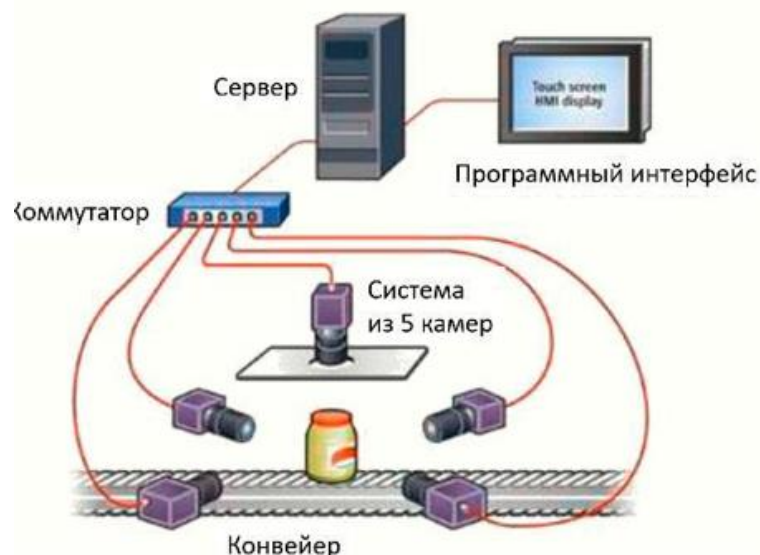 Сервер
Touch screen
HMI display
Программный интерфейс
Коммутатор
Система
из 5 камер
Конвейер